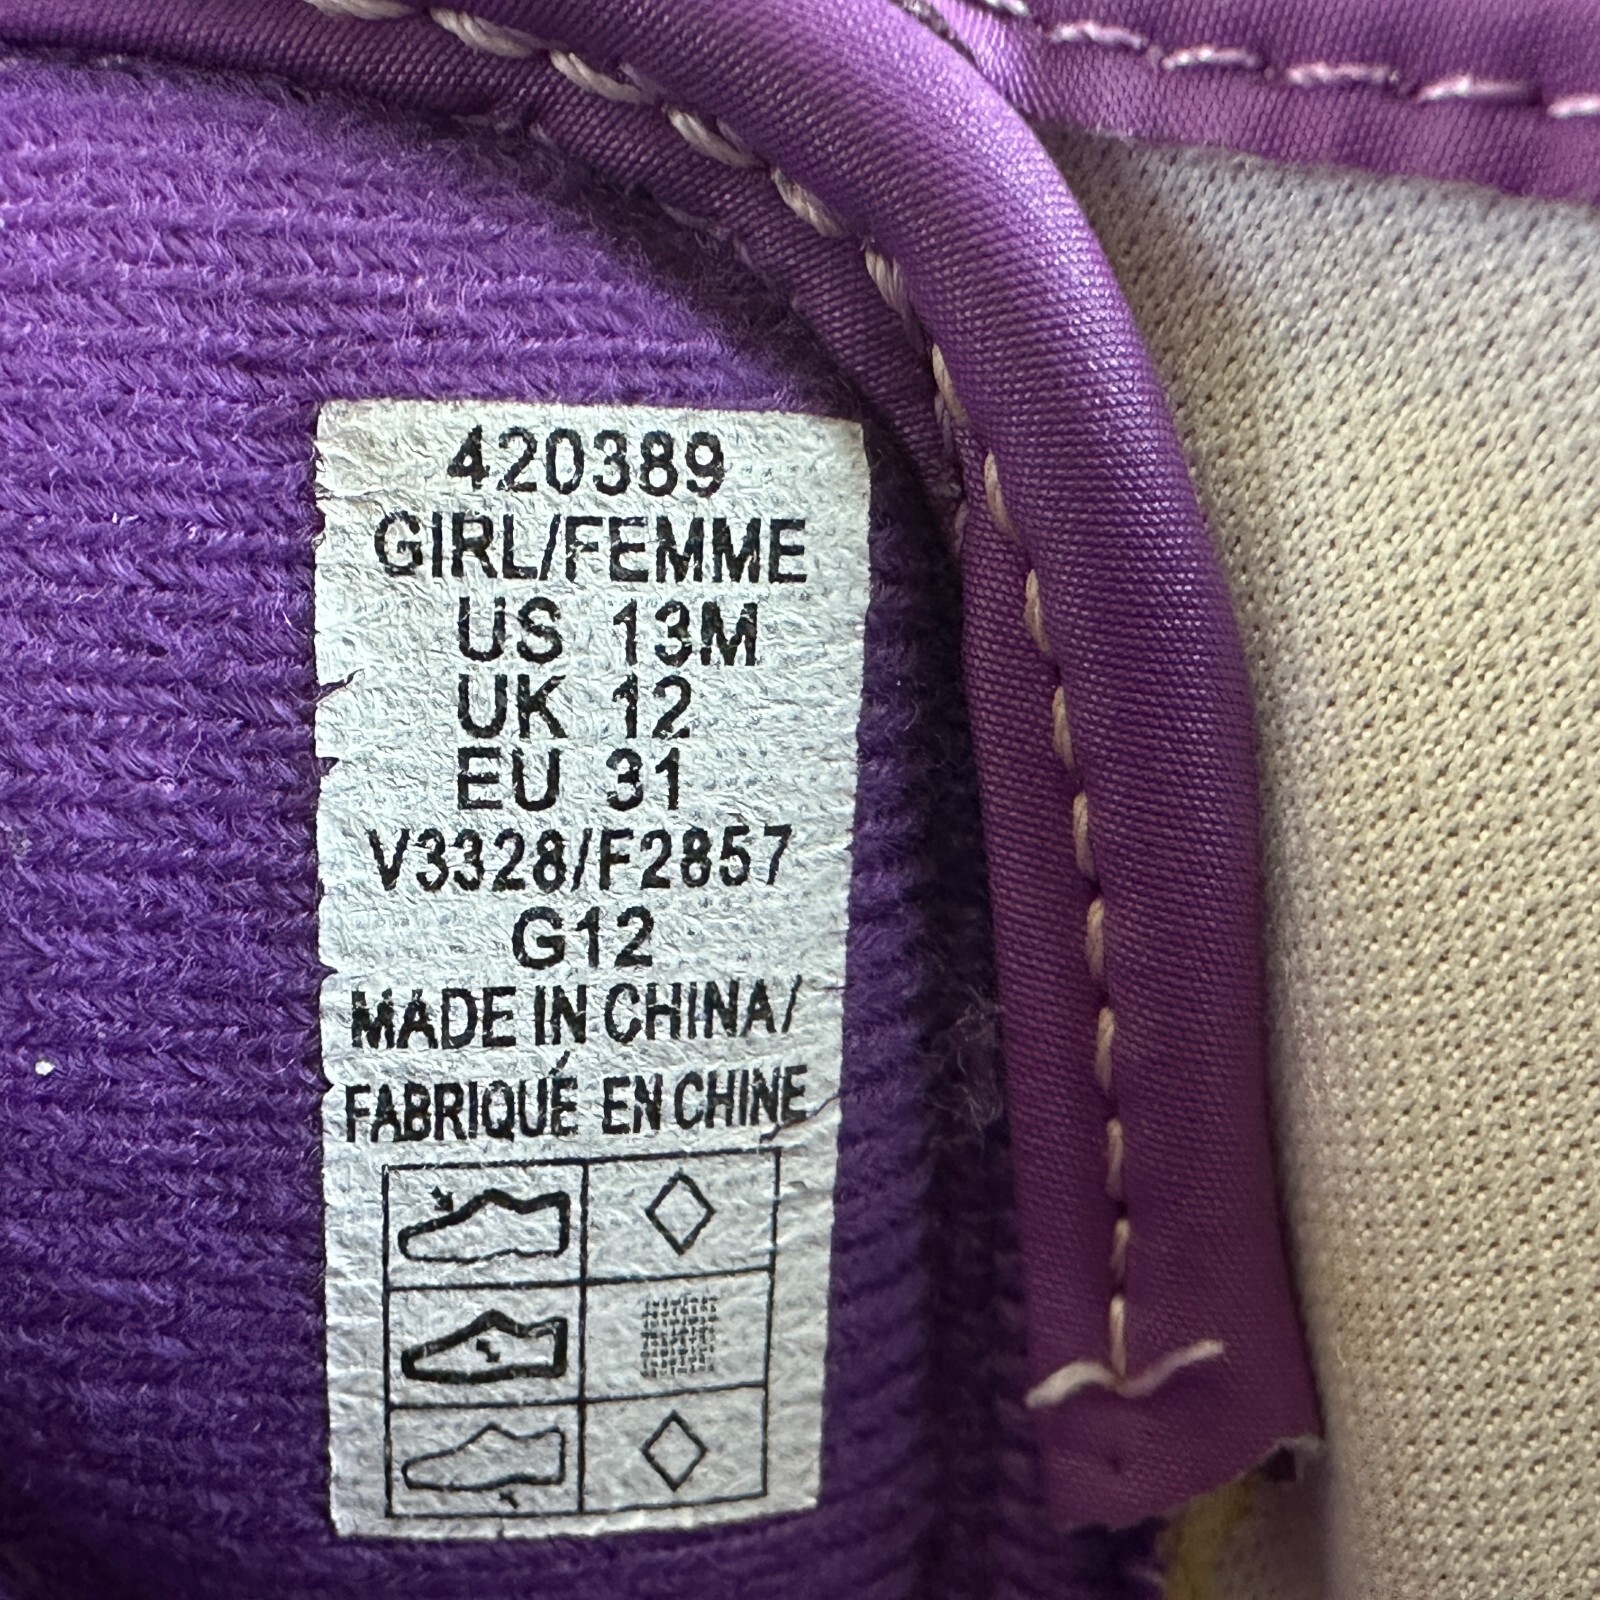 420389
GIRL/FEMME
US 13M
UK 12
EU 31
V3328/F2857
G12
MADE IN CHINA/
FABRIQUÉ EN CHINE